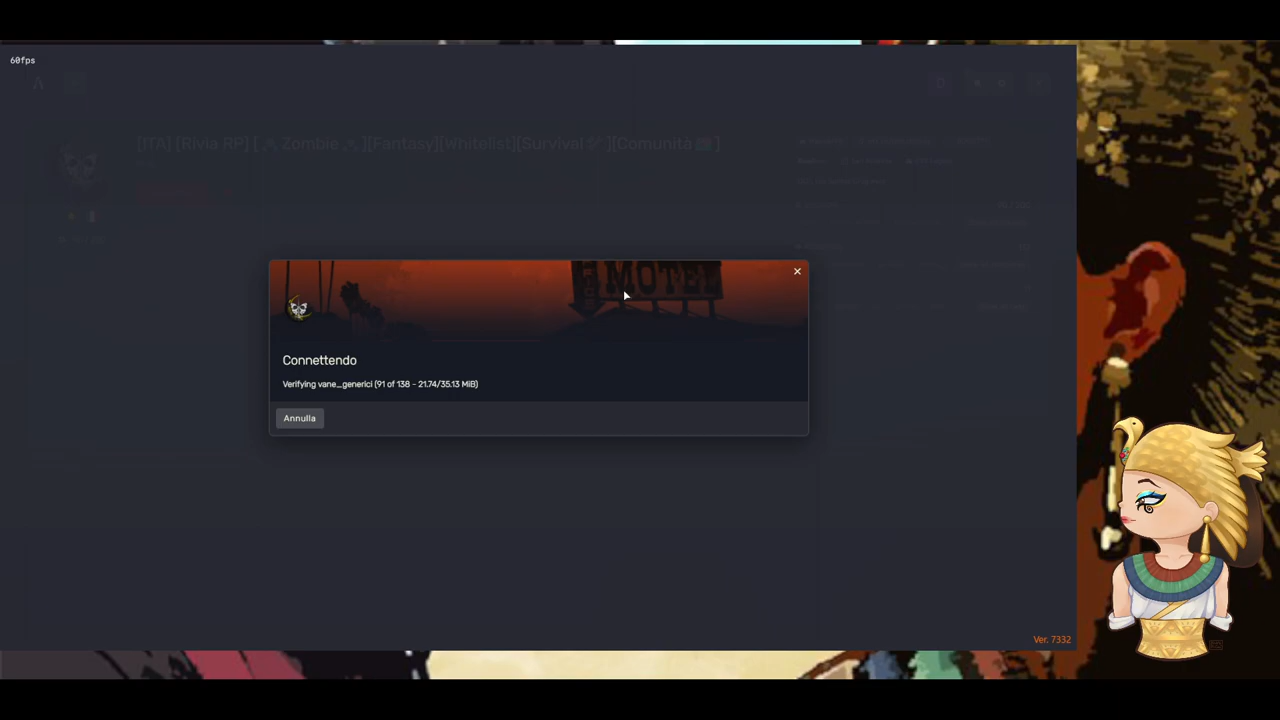 60fps
[ITA] [Rivia RP] [ Zombie ][Fantasy][Whitelist][Survival ][Comunita ]
MOTEL
Connettendo
Verifying vane_generici (91 of 138 - 21.74/35.13 MiB)
Annulla
Ver. 7332